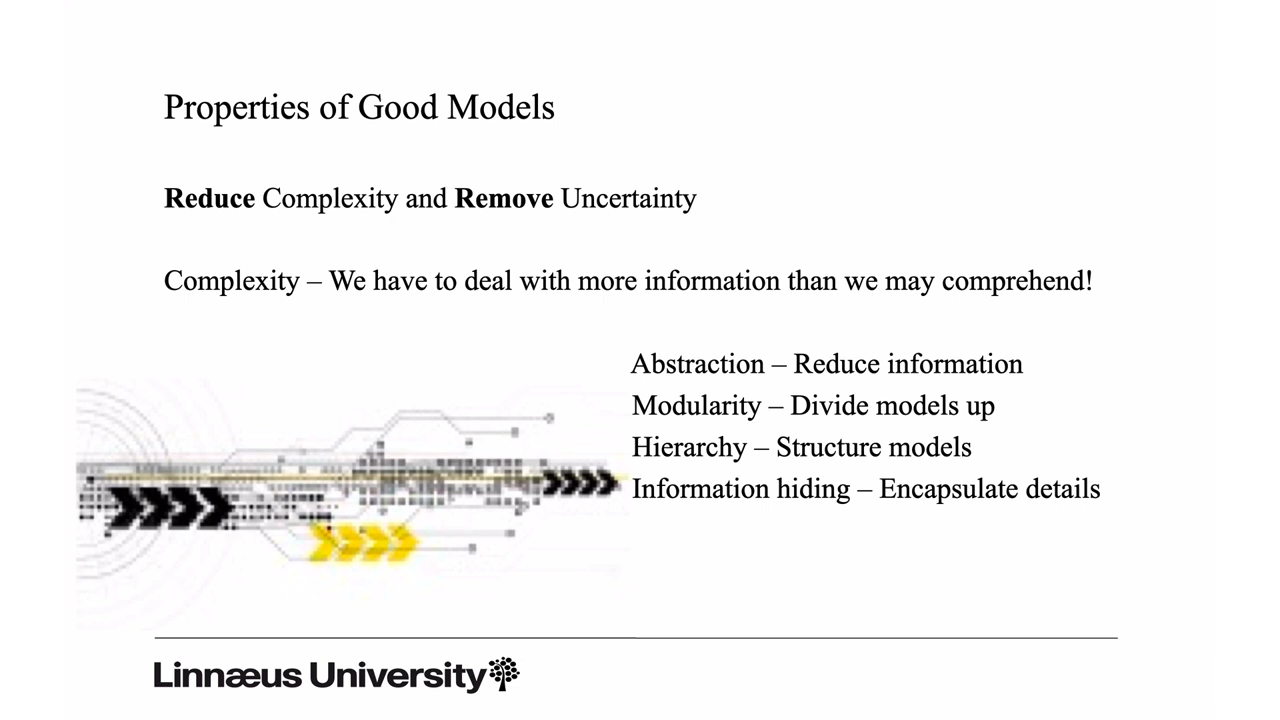 Properties of Good Models
Reduce Complexity and Remove Uncertainty
Complexity – We have to deal with more information than we may comprehend!
Abstraction – Reduce information
Modularity – Divide models up
Hierarchy – Structure models
Information hiding – Encapsulate details
Linnæus University